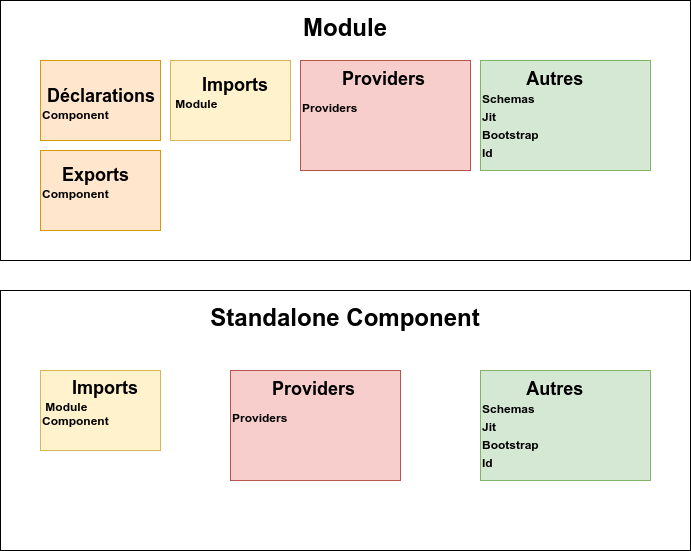 Module
Déclarations
Component
Imports
Module
Providers
Providers
Autres
Schemas
Jit
Bootstrap
Id
Exports
Component
Standalone Component
Imports
Module
Component
Providers
Providers
Autres
Schemas
Jit
Bootstrap
Id